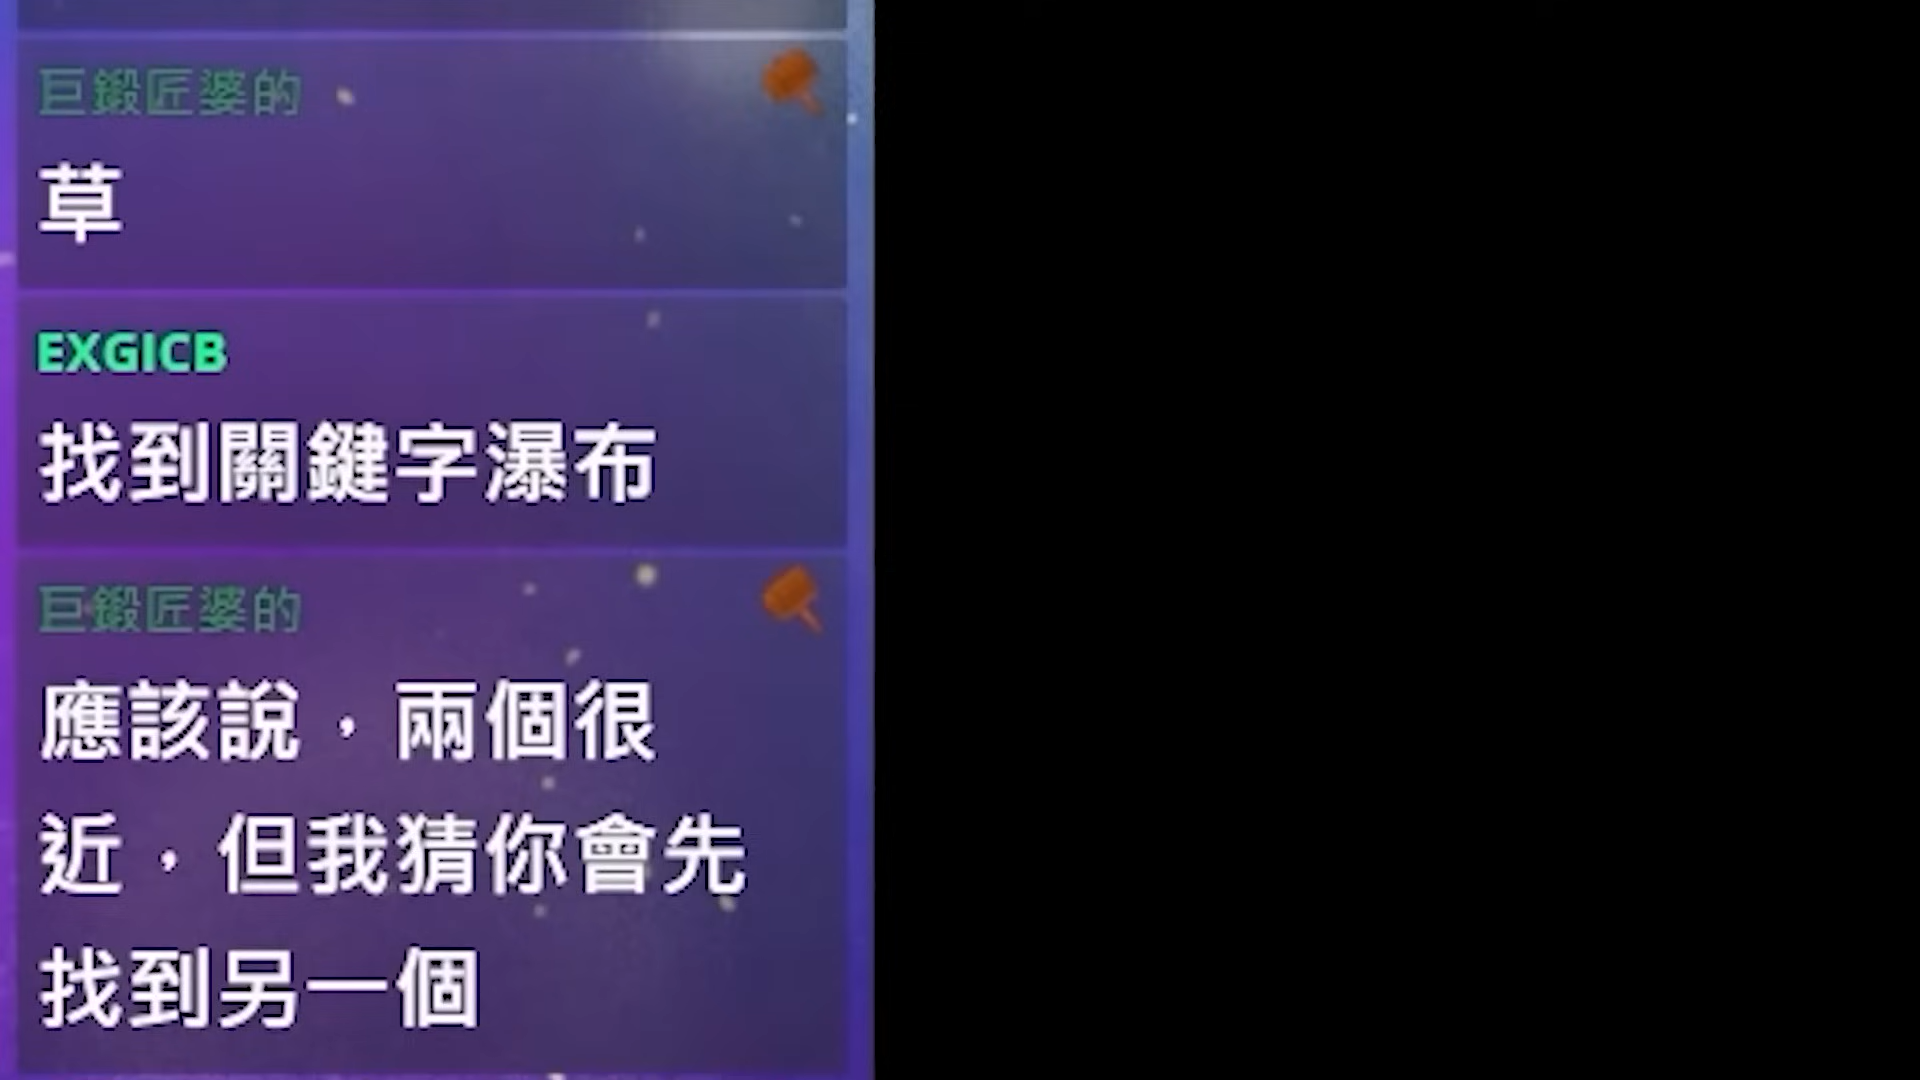 巨鍛匠婆的
草
EXGICB
找到關鍵字瀑布
巨鍛匠婆的
應該說，兩個很
近，但我猜你會先
找到另一個